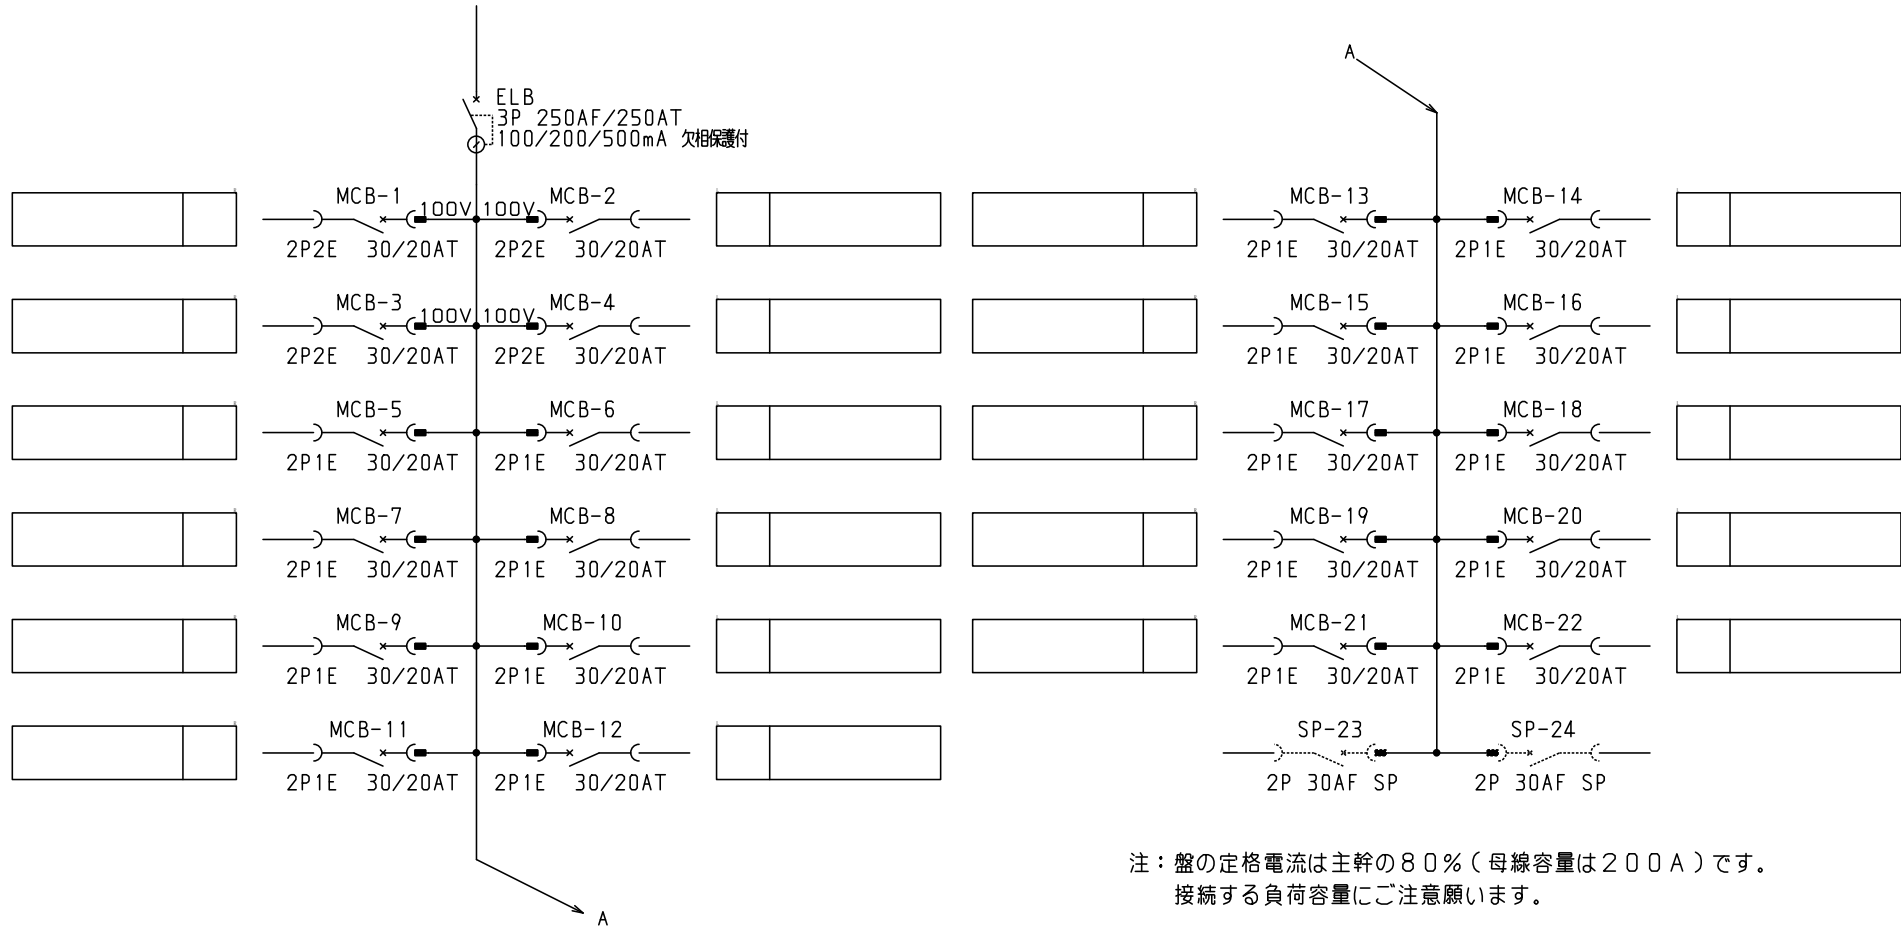 ELB
3P 250AF/250AT
100/200/500mA 欠相保護付
MCB-1 100V 100V MCB-2
2P2E 30/20AT 2P2E 30/20AT
MCB-3 100V 100V MCB-4
2P2E 30/20AT 2P2E 30/20AT
MCB-5 MCB-6
2P1E 30/20AT 2P1E 30/20AT
MCB-7 MCB-8
2P1E 30/20AT 2P1E 30/20AT
MCB-9 MCB-10
2P1E 30/20AT 2P1E 30/20AT
MCB-11 MCB-12
2P1E 30/20AT 2P1E 30/20AT
A
A
MCB-13 MCB-14
2P1E 30/20AT 2P1E 30/20AT
MCB-15 MCB-16
2P1E 30/20AT 2P1E 30/20AT
MCB-17 MCB-18
2P1E 30/20AT 2P1E 30/20AT
MCB-19 MCB-20
2P1E 30/20AT 2P1E 30/20AT
MCB-21 MCB-22
2P1E 30/20AT 2P1E 30/20AT
SP-23 SP-24
2P 30AF SP 2P 30AF SP
注：盤の定格電流は主幹の８０％（母線容量は２００Ａ）です。
接続する負荷容量にご注意願います。